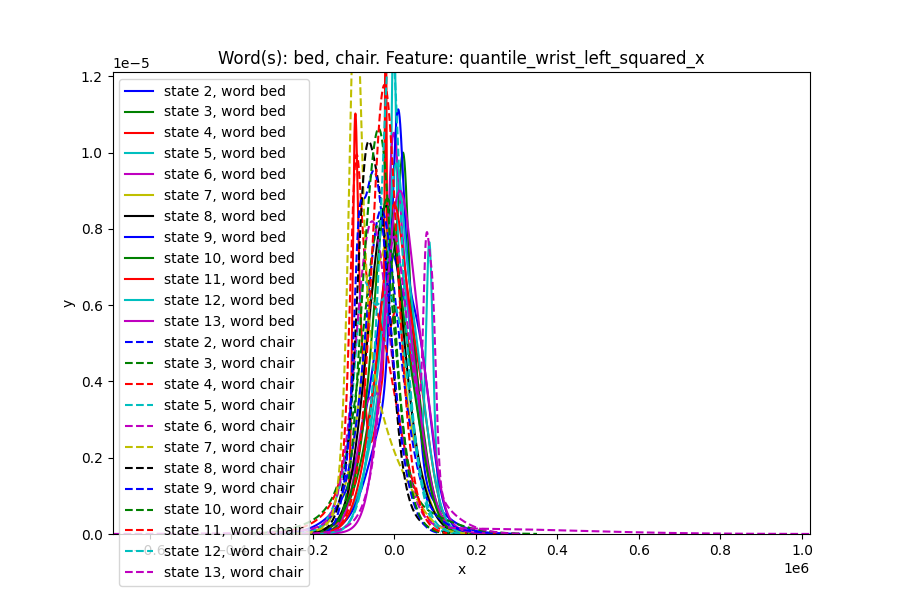 Word(s): bed, chair. Feature: quantile_wrist_left_squared_x
1e−5
1.2
1.0
0.8
0.6
0.4
0.2
0.0
y
state 2, word bed
state 3, word bed
state 4, word bed
state 5, word bed
state 6, word bed
state 7, word bed
state 8, word bed
state 9, word bed
state 10, word bed
state 11, word bed
state 12, word bed
state 13, word bed
state 2, word chair
state 3, word chair
state 4, word chair
state 5, word chair
state 6, word chair
state 7, word chair
state 8, word chair
state 9, word chair
state 10, word chair
state 11, word chair
state 12, word chair
state 13, word chair
0.0 0.2 0.4 0.6 0.8 1.0
x
1e6